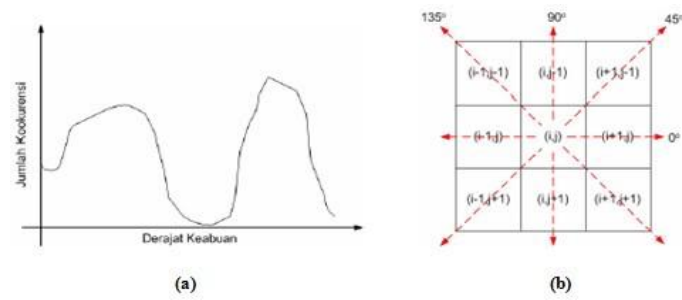 Jumlah Kookurensi
Derajat Keabuan
(a)
135° 90° 45°
(i-1,j-1) (i,j-1) (i+1,j-1)
(i-1,j) (i,j) (i+1,j) 0°
(i-1,j+1) (i,j+1) (i+1,j+1)
(b)